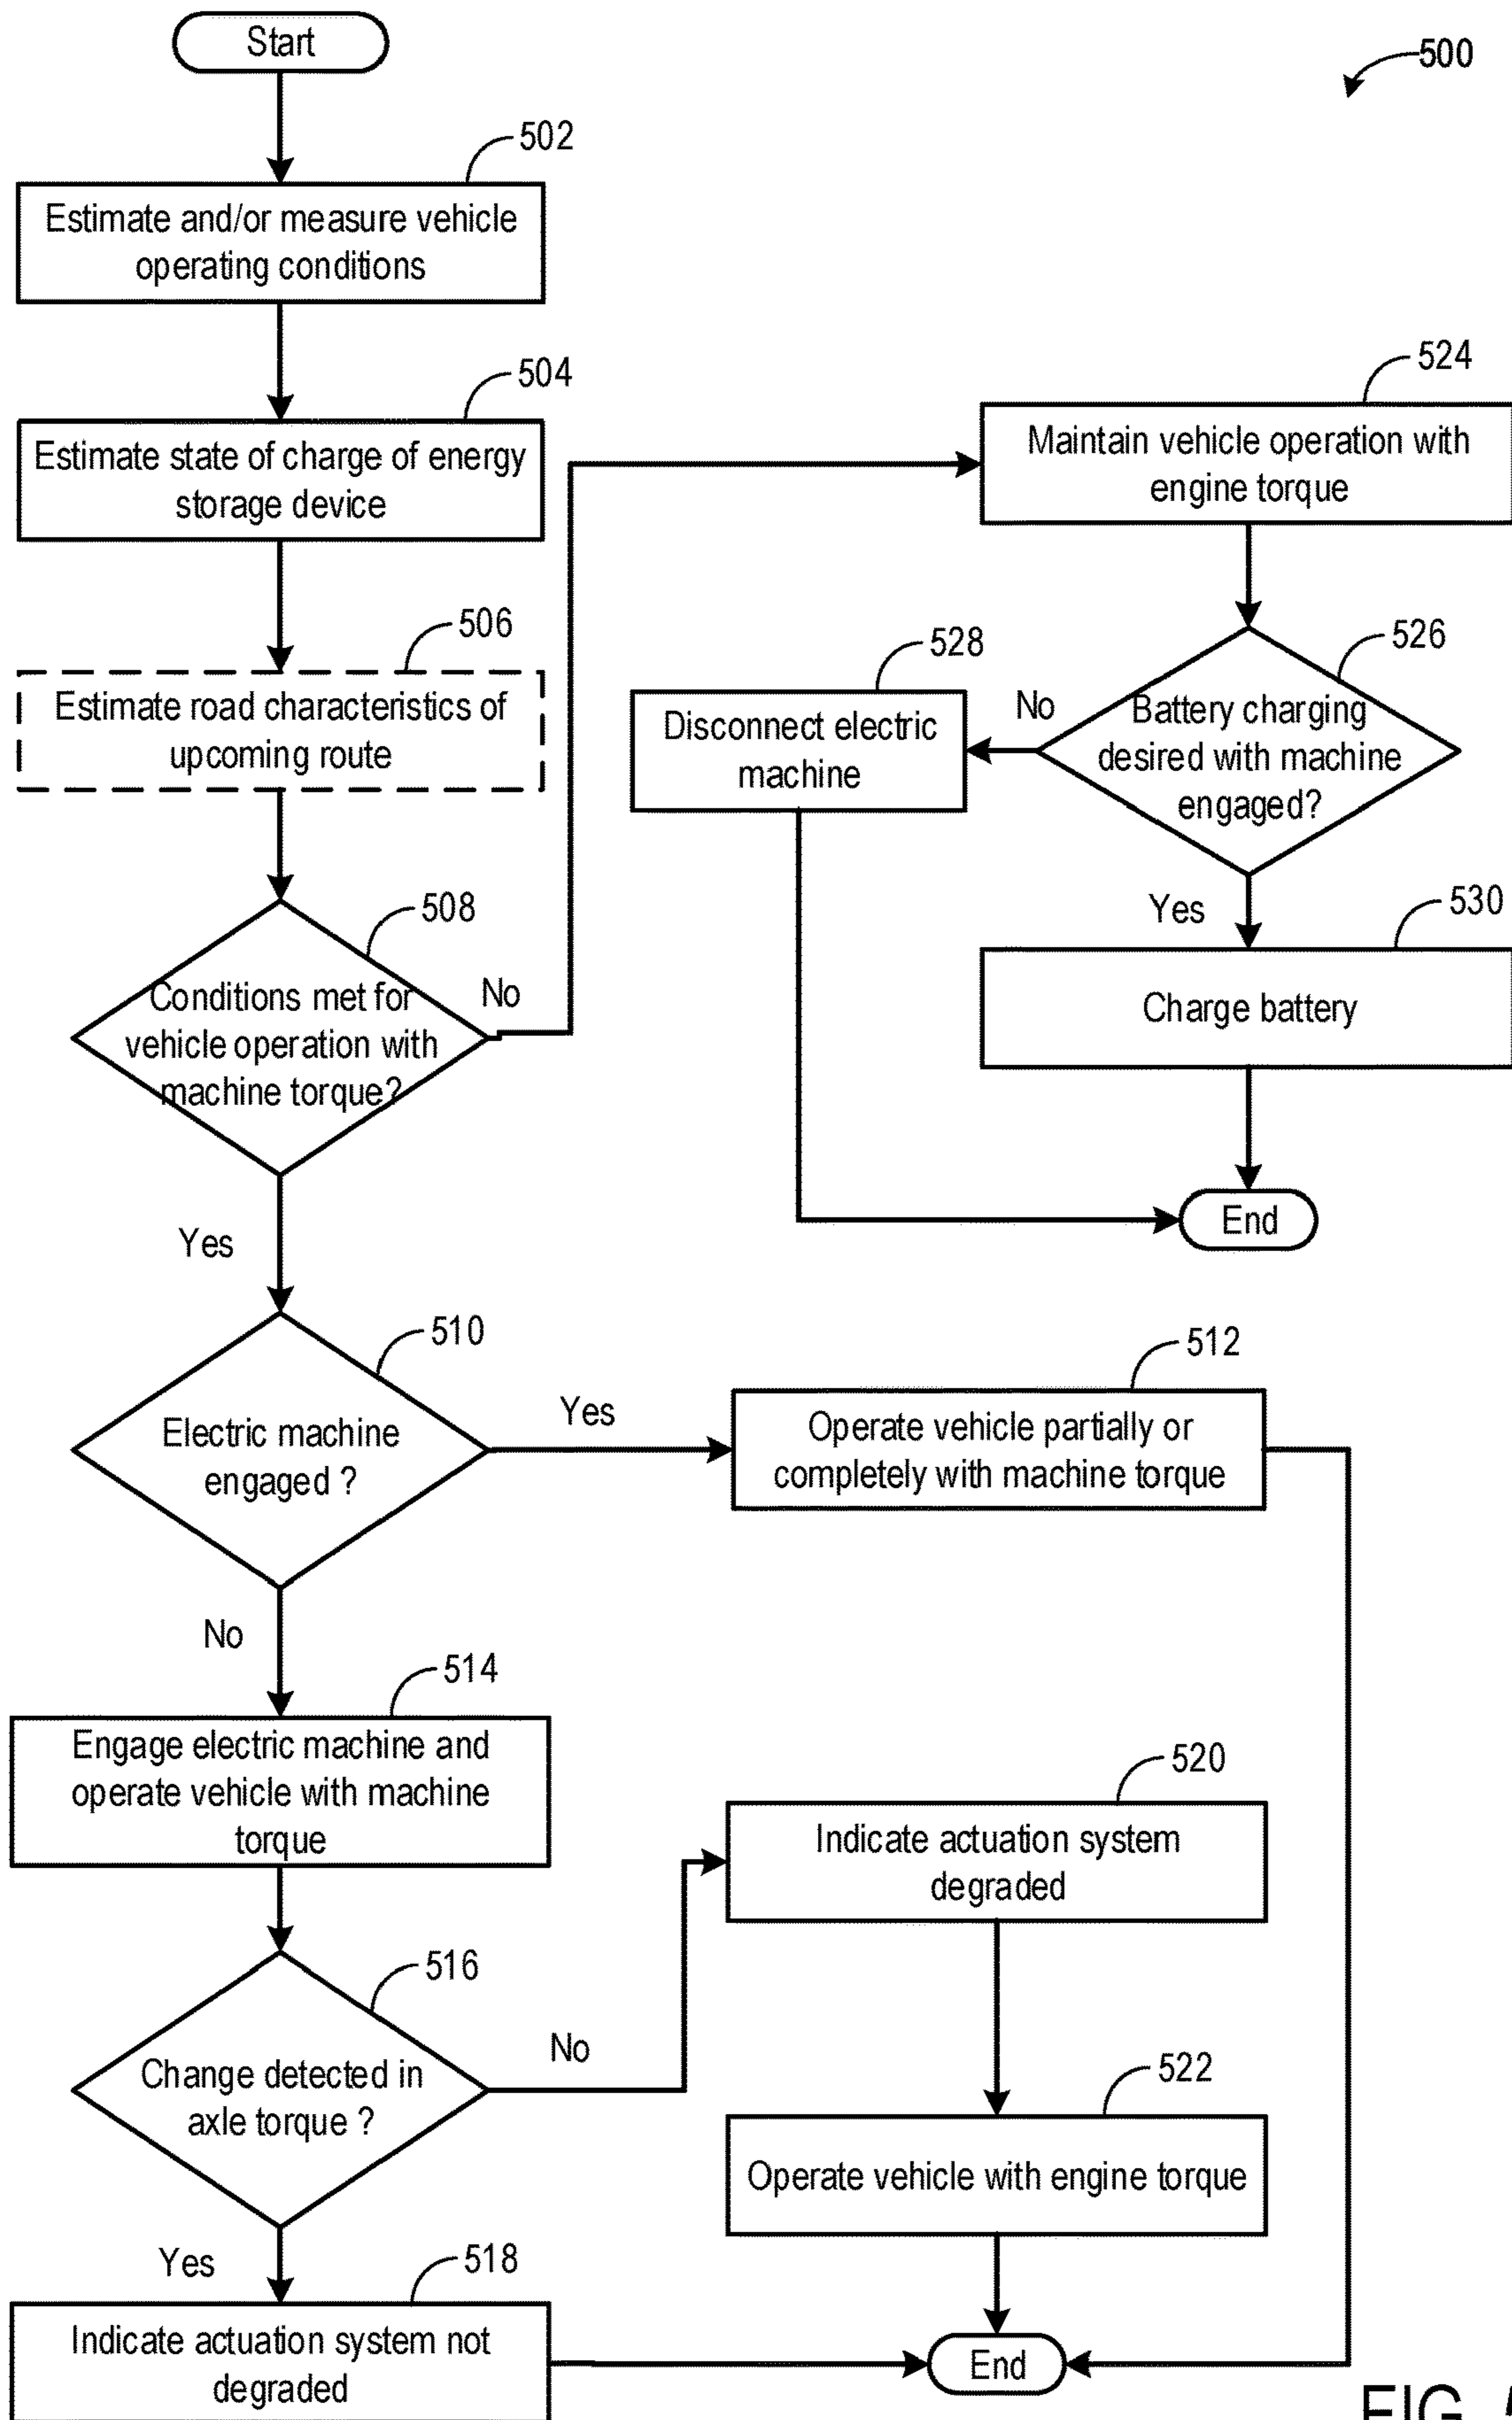 Start
500
502
Estimate and/or measure vehicle
operating conditions
504
Estimate state of charge of energy
storage device
506
Estimate road characteristics of
upcoming route
508
Conditions met for
vehicle operation with
machine torque?
No
Yes
524
Maintain vehicle operation with
engine torque
526
Battery charging
desired with machine
engaged?
No
528
Disconnect electric
machine
Yes
530
Charge battery
End
510
Electric machine
engaged ?
Yes
512
Operate vehicle partially or
completely with machine torque
No
514
Engage electric machine and
operate vehicle with machine
torque
516
Change detected in
axle torque ?
No
520
Indicate actuation system
degraded
522
Operate vehicle with engine torque
Yes
518
Indicate actuation system not
degraded
End
FIG.